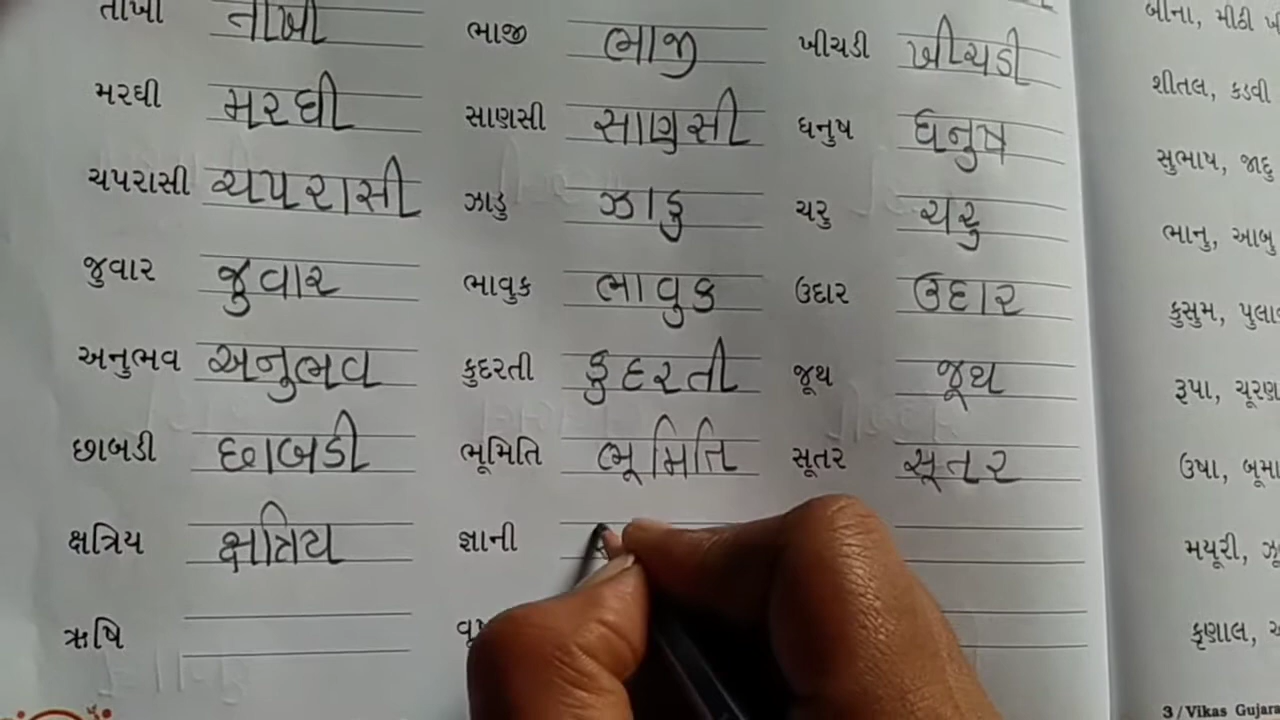 તીખી તીખી ભાજી ભાજી ખીચડી ખીચડી
મરઘી મરઘી સાણસી સાણસી ધનુષ ધનુષ
ચપરાસી ચપરાસી ઝાડુ ઝાડુ ચરુ ચરુ
જુવાર જુવાર ભાવુક ભાવુક ઉદાર ઉદાર
અનુભવ અનુભવ કુદરતી કુદરતી જૂથ જૂથ
છાબડી છાબડી ભૂમિતિ ભૂમિતિ સૂતર સૂતર
ક્ષત્રિય ક્ષત્રિય જ્ઞાની
ઋષિ
બીના, મીઠી
શીતલ, કડવી
સુભાષ, જાદુ
ભાનુ, આબુ
કુસુમ,
રૂપા, ચૂરણ
ઉષા,
મયૂરી,
કૃણાલ,
3/Vikas